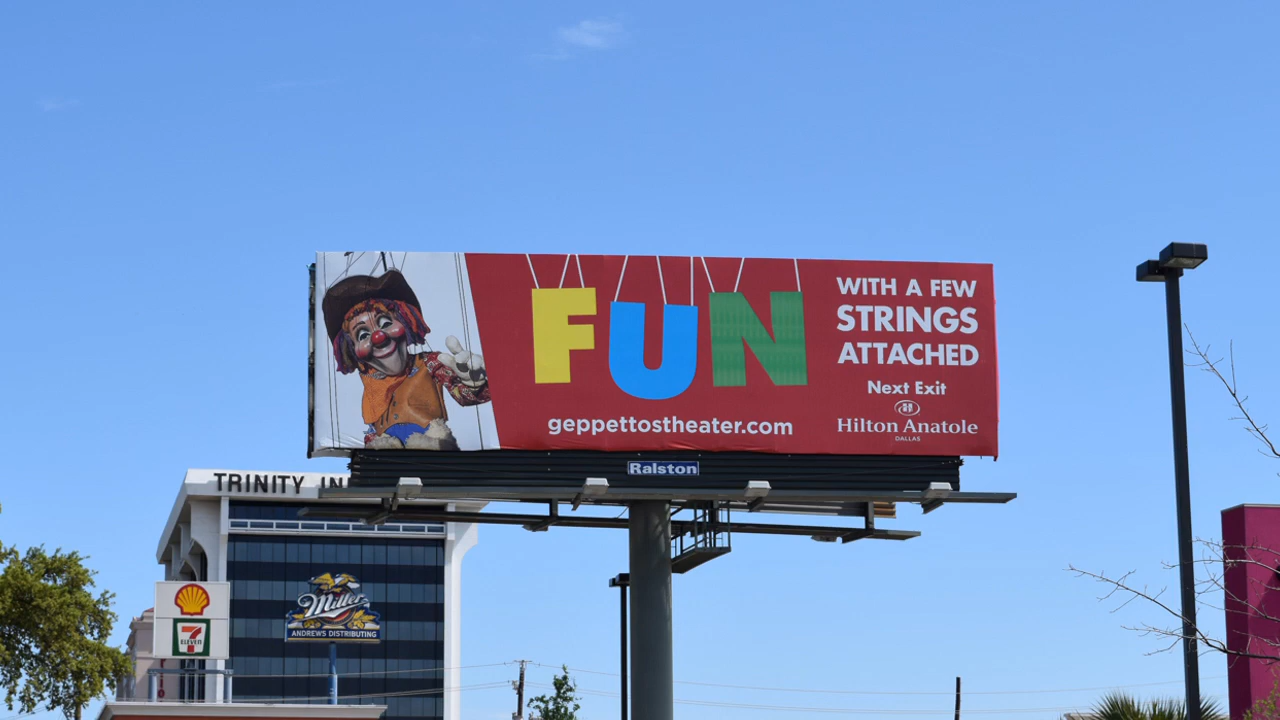 FUN
WITH A FEW
STRINGS
ATTACHED
Next Exit
Hilton Anatole
DALLAS
geppettostheater.com
Ralston
TRINITY
Miller
ANDREWS DISTRIBUTING
7
ELEVEN